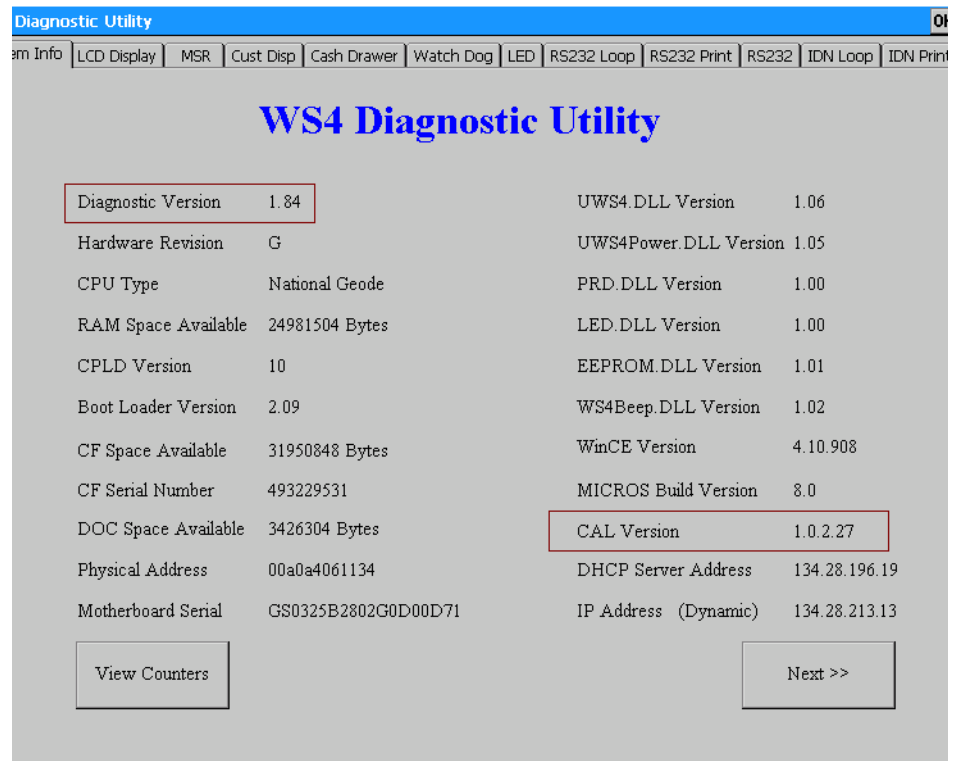 Diagnostic Utility OK
em Info LCD Display MSR Cust Disp Cash Drawer Watch Dog LED RS232 Loop RS232 Print RS232 IDN Loop IDN Print
WS4 Diagnostic Utility
Diagnostic Version 1.84 UWS4.DLL Version 1.06
Hardware Revision G UWS4Power.DLL Version 1.05
CPU Type National Geode PRD.DLL Version 1.00
RAM Space Available 24981504 Bytes LED.DLL Version 1.00
CPLD Version 10 EEPROM.DLL Version 1.01
Boot Loader Version 2.09 WS4Beep.DLL Version 1.02
CF Space Available 31950848 Bytes WinCE Version 4.10.908
CF Serial Number 493229531 MICROS Build Version 8.0
DOC Space Available 3426304 Bytes CAL Version 1.0.2.27
Physical Address 00a0a4061134 DHCP Server Address 134.28.196.19
Motherboard Serial GS0325B2802G0D00D71 IP Address (Dynamic) 134.28.213.13
View Counters Next >>